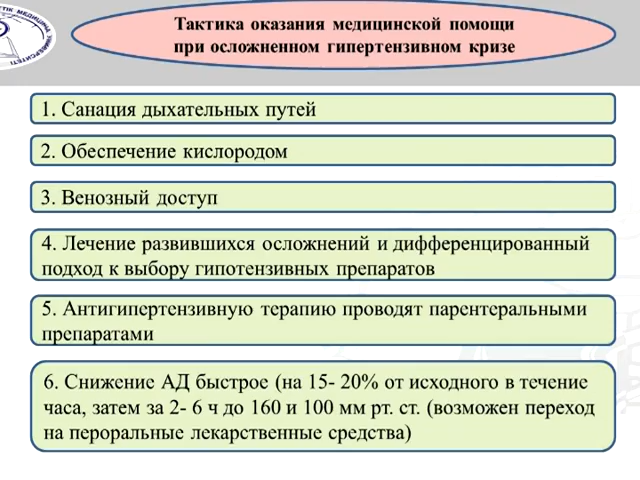 Тактика оказания медицинской помощи
при осложненном гипертензивном кризе
1. Санация дыхательных путей
2. Обеспечение кислородом
3. Венозный доступ
4. Лечение развившихся осложнений и дифференцированный
подход к выбору гипотензивных препаратов
5. Антигипертензивную терапию проводят парентеральными
препаратами
6. Снижение АД быстрое (на 15- 20% от исходного в течение
часа, затем за 2- 6 ч до 160 и 100 мм рт. ст. (возможен переход
на пероральные лекарственные средства)